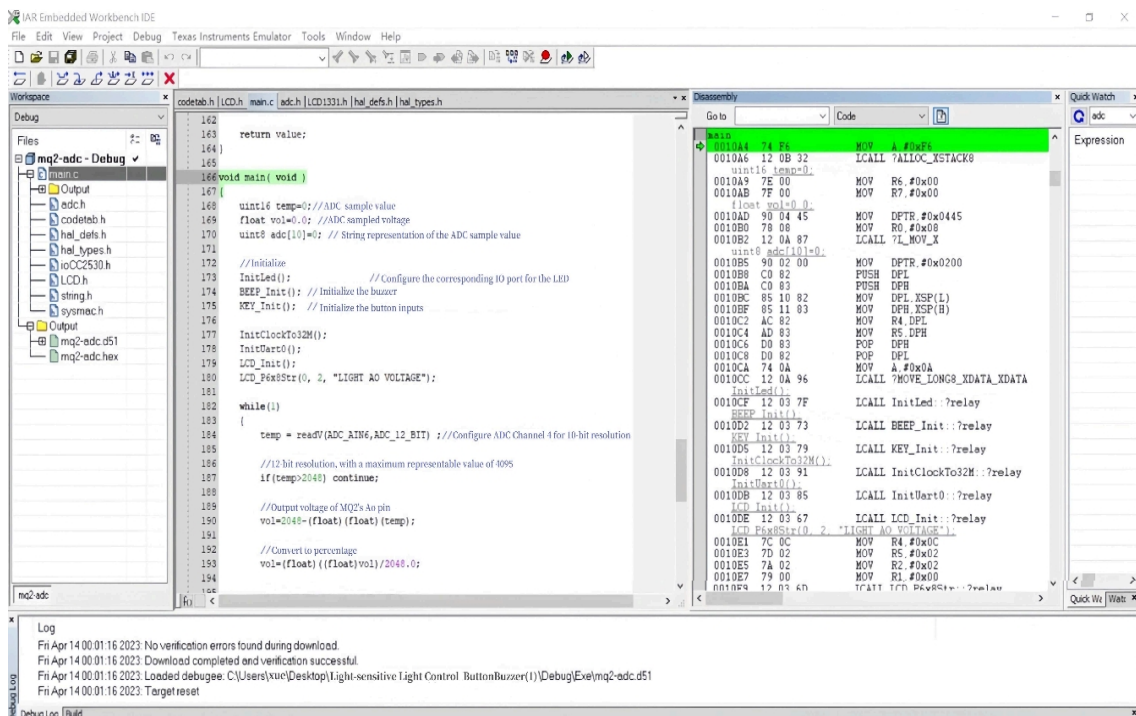 IAR Embedded Workbench IDE
File Edit View Project Debug Texas Instruments Emulator Tools Window Help
Workspace
Debug
Files
mq2-adc - Debug
main.c
Output
adc.h
codetab.h
hal_defs.h
hal_types.h
ioCC2530.h
LCD.h
string.h
sysmac.h
Output
mq2-adc.d51
mq2-adc.hex
mq2-adc
codetab.h | LCD.h main.c adc.h | LCD1331.h | hal_defs.h | hal_types.h
162
163 return value;
164 }
165
166 void main( void )
167 {
168 uint16 temp=0;//ADC sample value
169 float vol=0.0; //ADC sampled voltage
170 uint8 adc[10]=0; // String representation of the ADC sample value
171
172 //Initialize
173 InitLed(); //Configure the corresponding IO port for the LED
174 BEEP_Init(); // Initialize the buzzer
175 KEY_Init(); // Initialize the button inputs
176
177 InitClockTo32M();
178 InitUart0();
179 LCD_Init();
180 LCD_P6x8Str(0, 2, "LIGHT AO VOLTAGE");
181
182 while(1)
183 {
184 temp = readV(ADC_AIN6,ADC_12_BIT) ;//Configure ADC Channel 4 for 10-bit resolution
185
186 //12-bit resolution, with a maximum representable value of 4095
187 if(temp>2048) continue;
188
189 //Output voltage of MQ2's Ao pin
190 vol=2048-(float)(float)(temp);
191
192 //Convert to percentage
193 vol=(float)((float)vol)/2048.0;
194
195
fo
Disassembly
Go to Code
main
0010A4 74 F6 MOV A,#0xF6
0010A6 12 0B 32 LCALL ?ALLOC_XSTACK8
uint16 temp=0;
0010A9 7E 00 MOV R6,#0x00
0010AB 7F 00 MOV R7,#0x00
float vol=0.0;
0010AD 90 04 45 MOV DPTR,#0x0445
0010B0 78 08 MOV R0,#0x08
0010B2 12 0A 87 LCALL ?L_MOV_X
uint8 adc[10]=0;
0010B5 90 02 00 MOV DPTR,#0x0200
0010B8 C0 82 PUSH DPL
0010BA C0 83 PUSH DPH
0010BC 85 10 82 MOV DPL,XSP(L)
0010BF 85 11 83 MOV DPH,XSP(H)
0010C2 AC 82 MOV R4,DPL
0010C4 AD 83 MOV R5,DPH
0010C6 D0 83 POP DPH
0010C8 D0 82 POP DPL
0010CA 74 0A MOV A,#0x0A
0010CC 12 0A 96 LCALL ?MOVE_LONG8_XDATA_XDATA
InitLed();
0010CF 12 03 7F LCALL InitLed::?relay
BEEP_Init();
0010D2 12 03 73 LCALL BEEP_Init::?relay
KEY_Init();
0010D5 12 03 79 LCALL KEY_Init::?relay
InitClockTo32M();
0010D8 12 03 91 LCALL InitClockTo32M::?relay
InitUart0();
0010DB 12 03 85 LCALL InitUart0::?relay
LCD_Init();
0010DE 12 03 67 LCALL LCD_Init::?relay
LCD_P6x8Str(0, 2, "LIGHT AO VOLTAGE");
0010E1 7C 0C MOV R4,#0x0C
0010E3 7D 02 MOV R5,#0x02
0010E5 7A 02 MOV R2,#0x02
0010E7 79 00 MOV R1,#0x00
0010E9 12 03 6D LCALL LCD_P6x8Str::?relay
Quick Watch
adc
Expression
Quick Wa Watc
Log
Fri Apr 14 00:01:16 2023: No verification errors found during download.
Fri Apr 14 00:01:16 2023: Download completed and verification successful.
Fri Apr 14 00:01:16 2023: Loaded debugee: C:\Users\xue\Desktop\Light-sensitive Light Control ButtonBuzzer(1)\Debug\Exe\mq2-adc.d51
Fri Apr 14 00:01:16 2023: Target reset
Debug Log
Debug Log Build